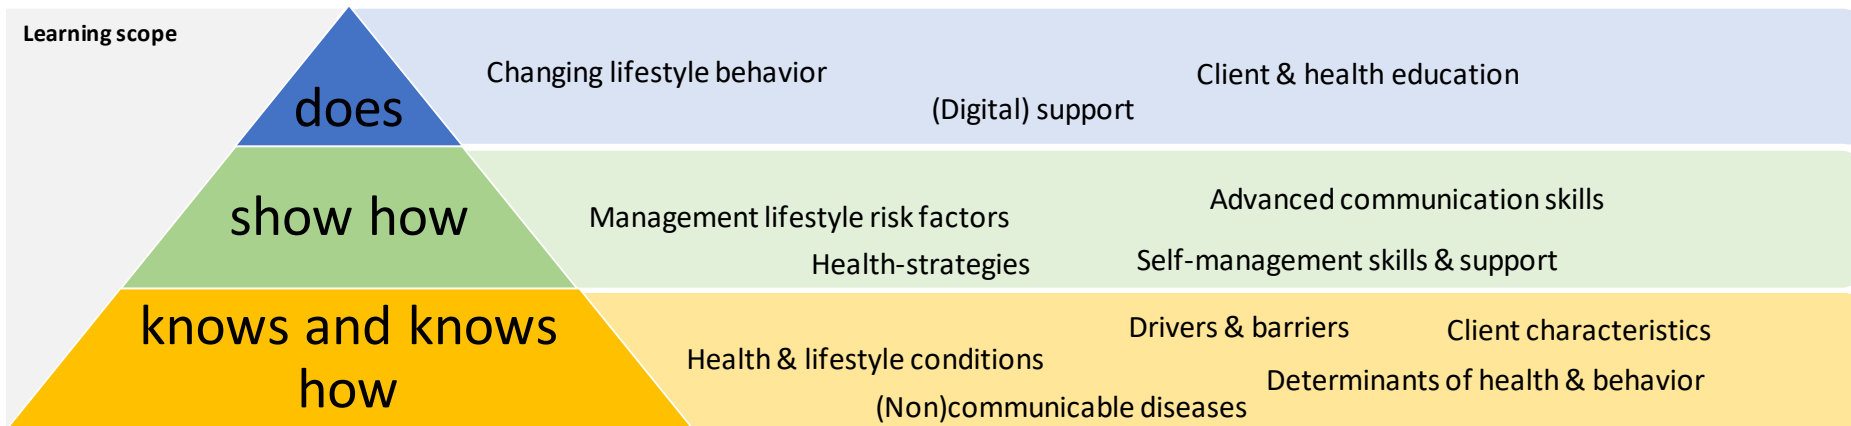 Learning scope
does
Changing lifestyle behavior
Client & health education
(Digital) support
show how
Management lifestyle risk factors
Advanced communication skills
Health-strategies
Self-management skills & support
knows and knows
how
Drivers & barriers
Client characteristics
Health & lifestyle conditions
Determinants of health & behavior
(Non)communicable diseases